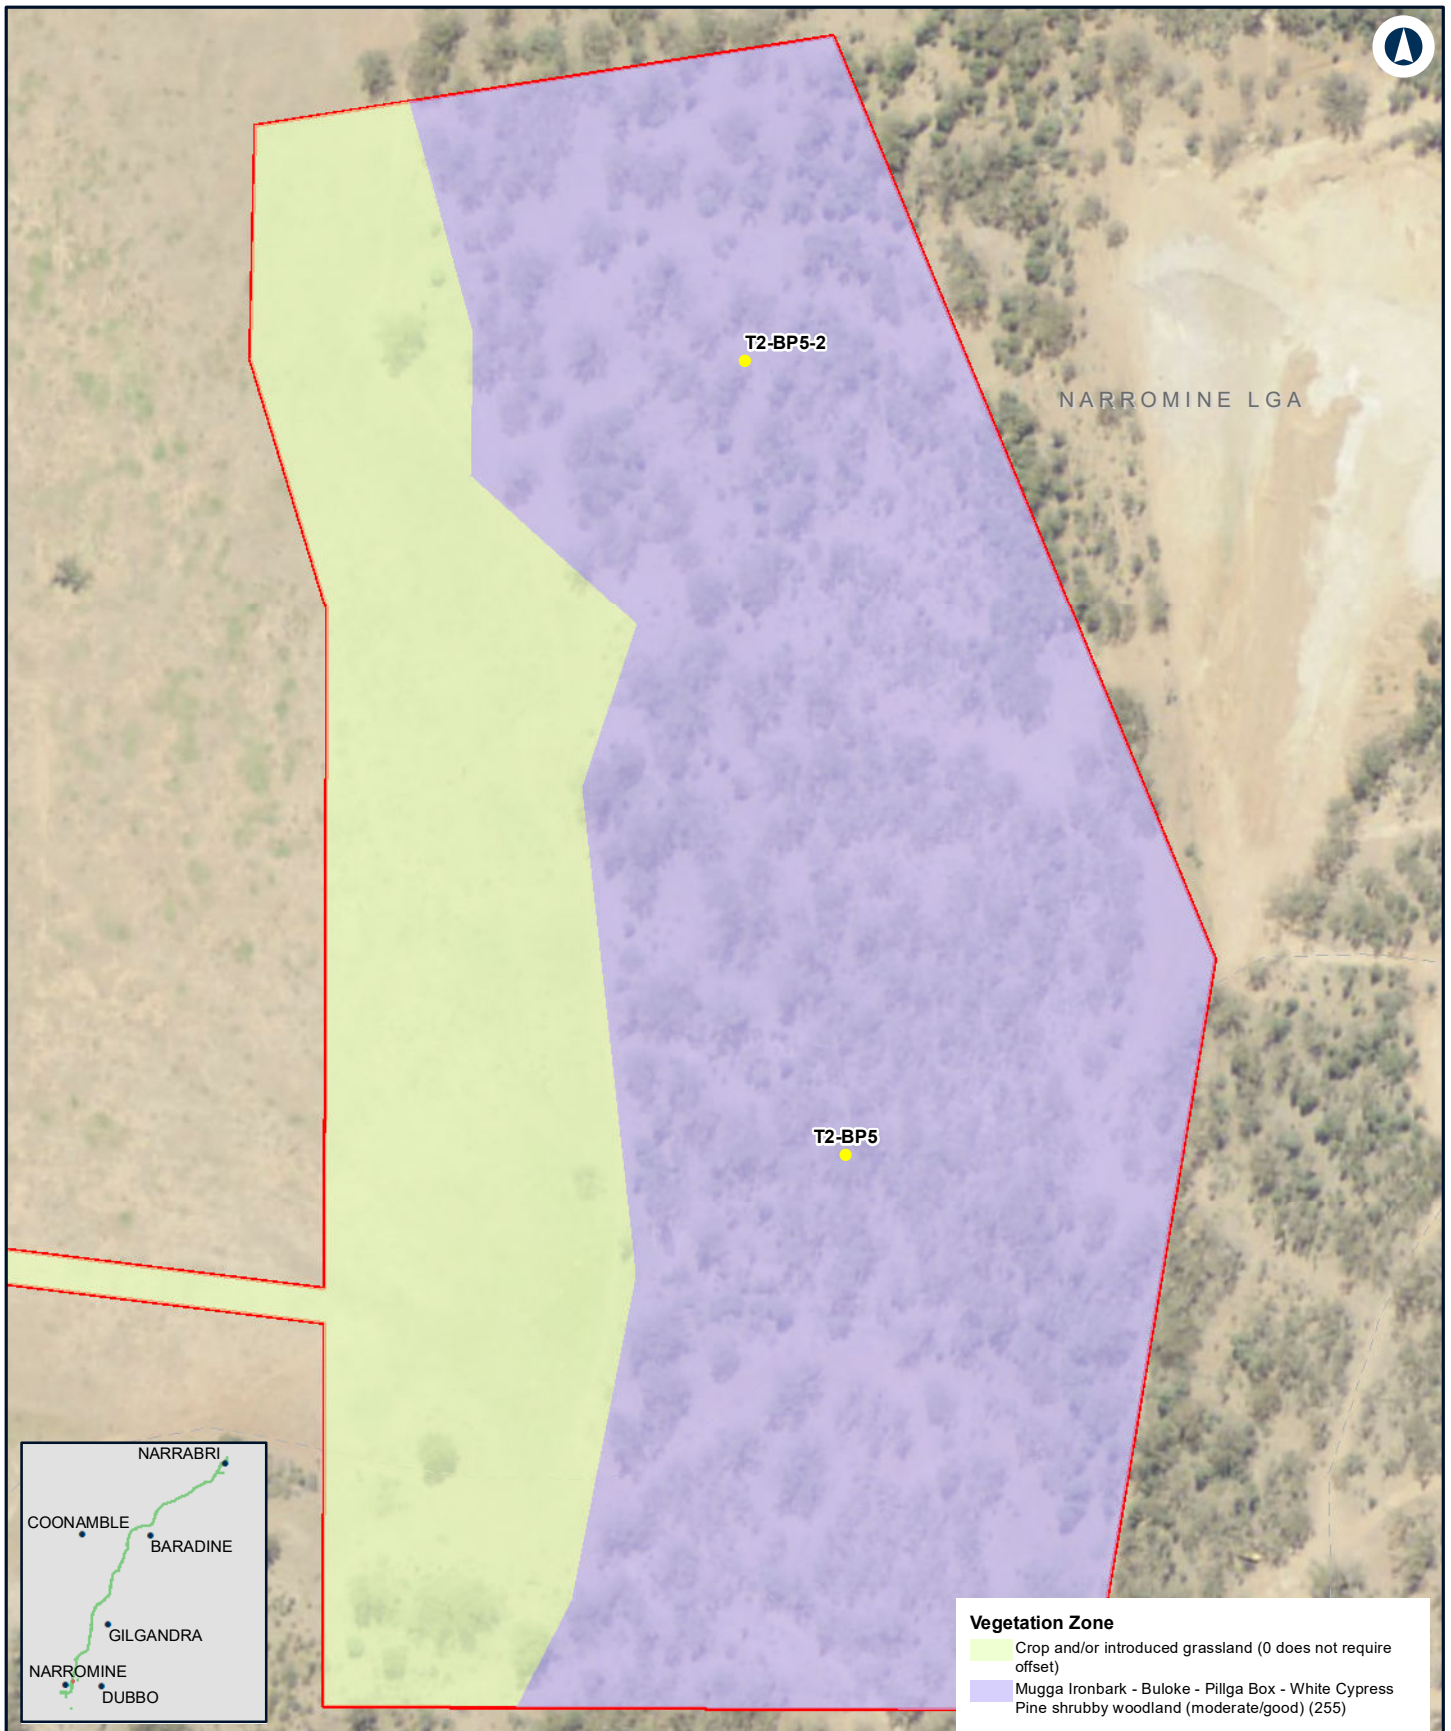 T2-BP5-2
NARROMINE LGA
T2-BP5
NARRABRI
COONAMBLE
BARADINE
GILGANDRA
NARROMINE
DUBBO
Vegetation Zone
Crop and/or introduced grassland (0 does not require
offset)
Mugga Ironbark - Buloke - Pillga Box - White Cypress
Pine shrubby woodland (moderate/good) (255)